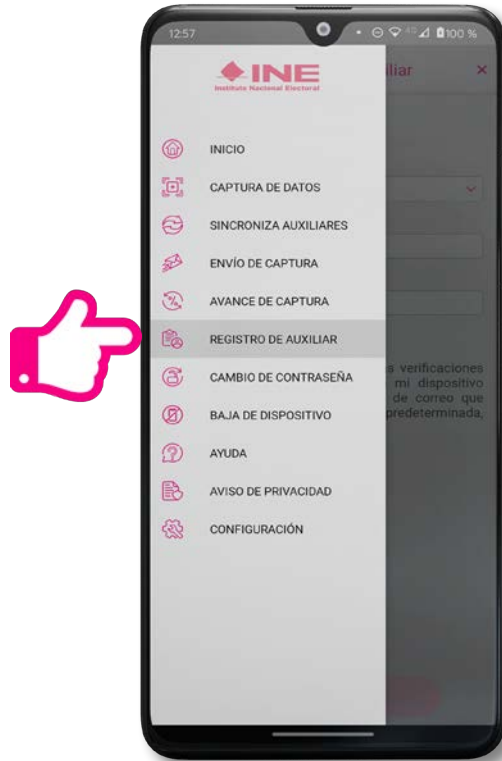 12:57
4G
100 %
INE
Instituto Nacional Electoral
iliar ×
INICIO
CAPTURA DE DATOS
SINCRONIZA AUXILIARES
ENVÍO DE CAPTURA
AVANCE DE CAPTURA
REGISTRO DE AUXILIAR
s verificaciones
CAMBIO DE CONTRASEÑA
mi dispositivo
de correo que
BAJA DE DISPOSITIVO
predeterminada,
AYUDA
AVISO DE PRIVACIDAD
CONFIGURACIÓN